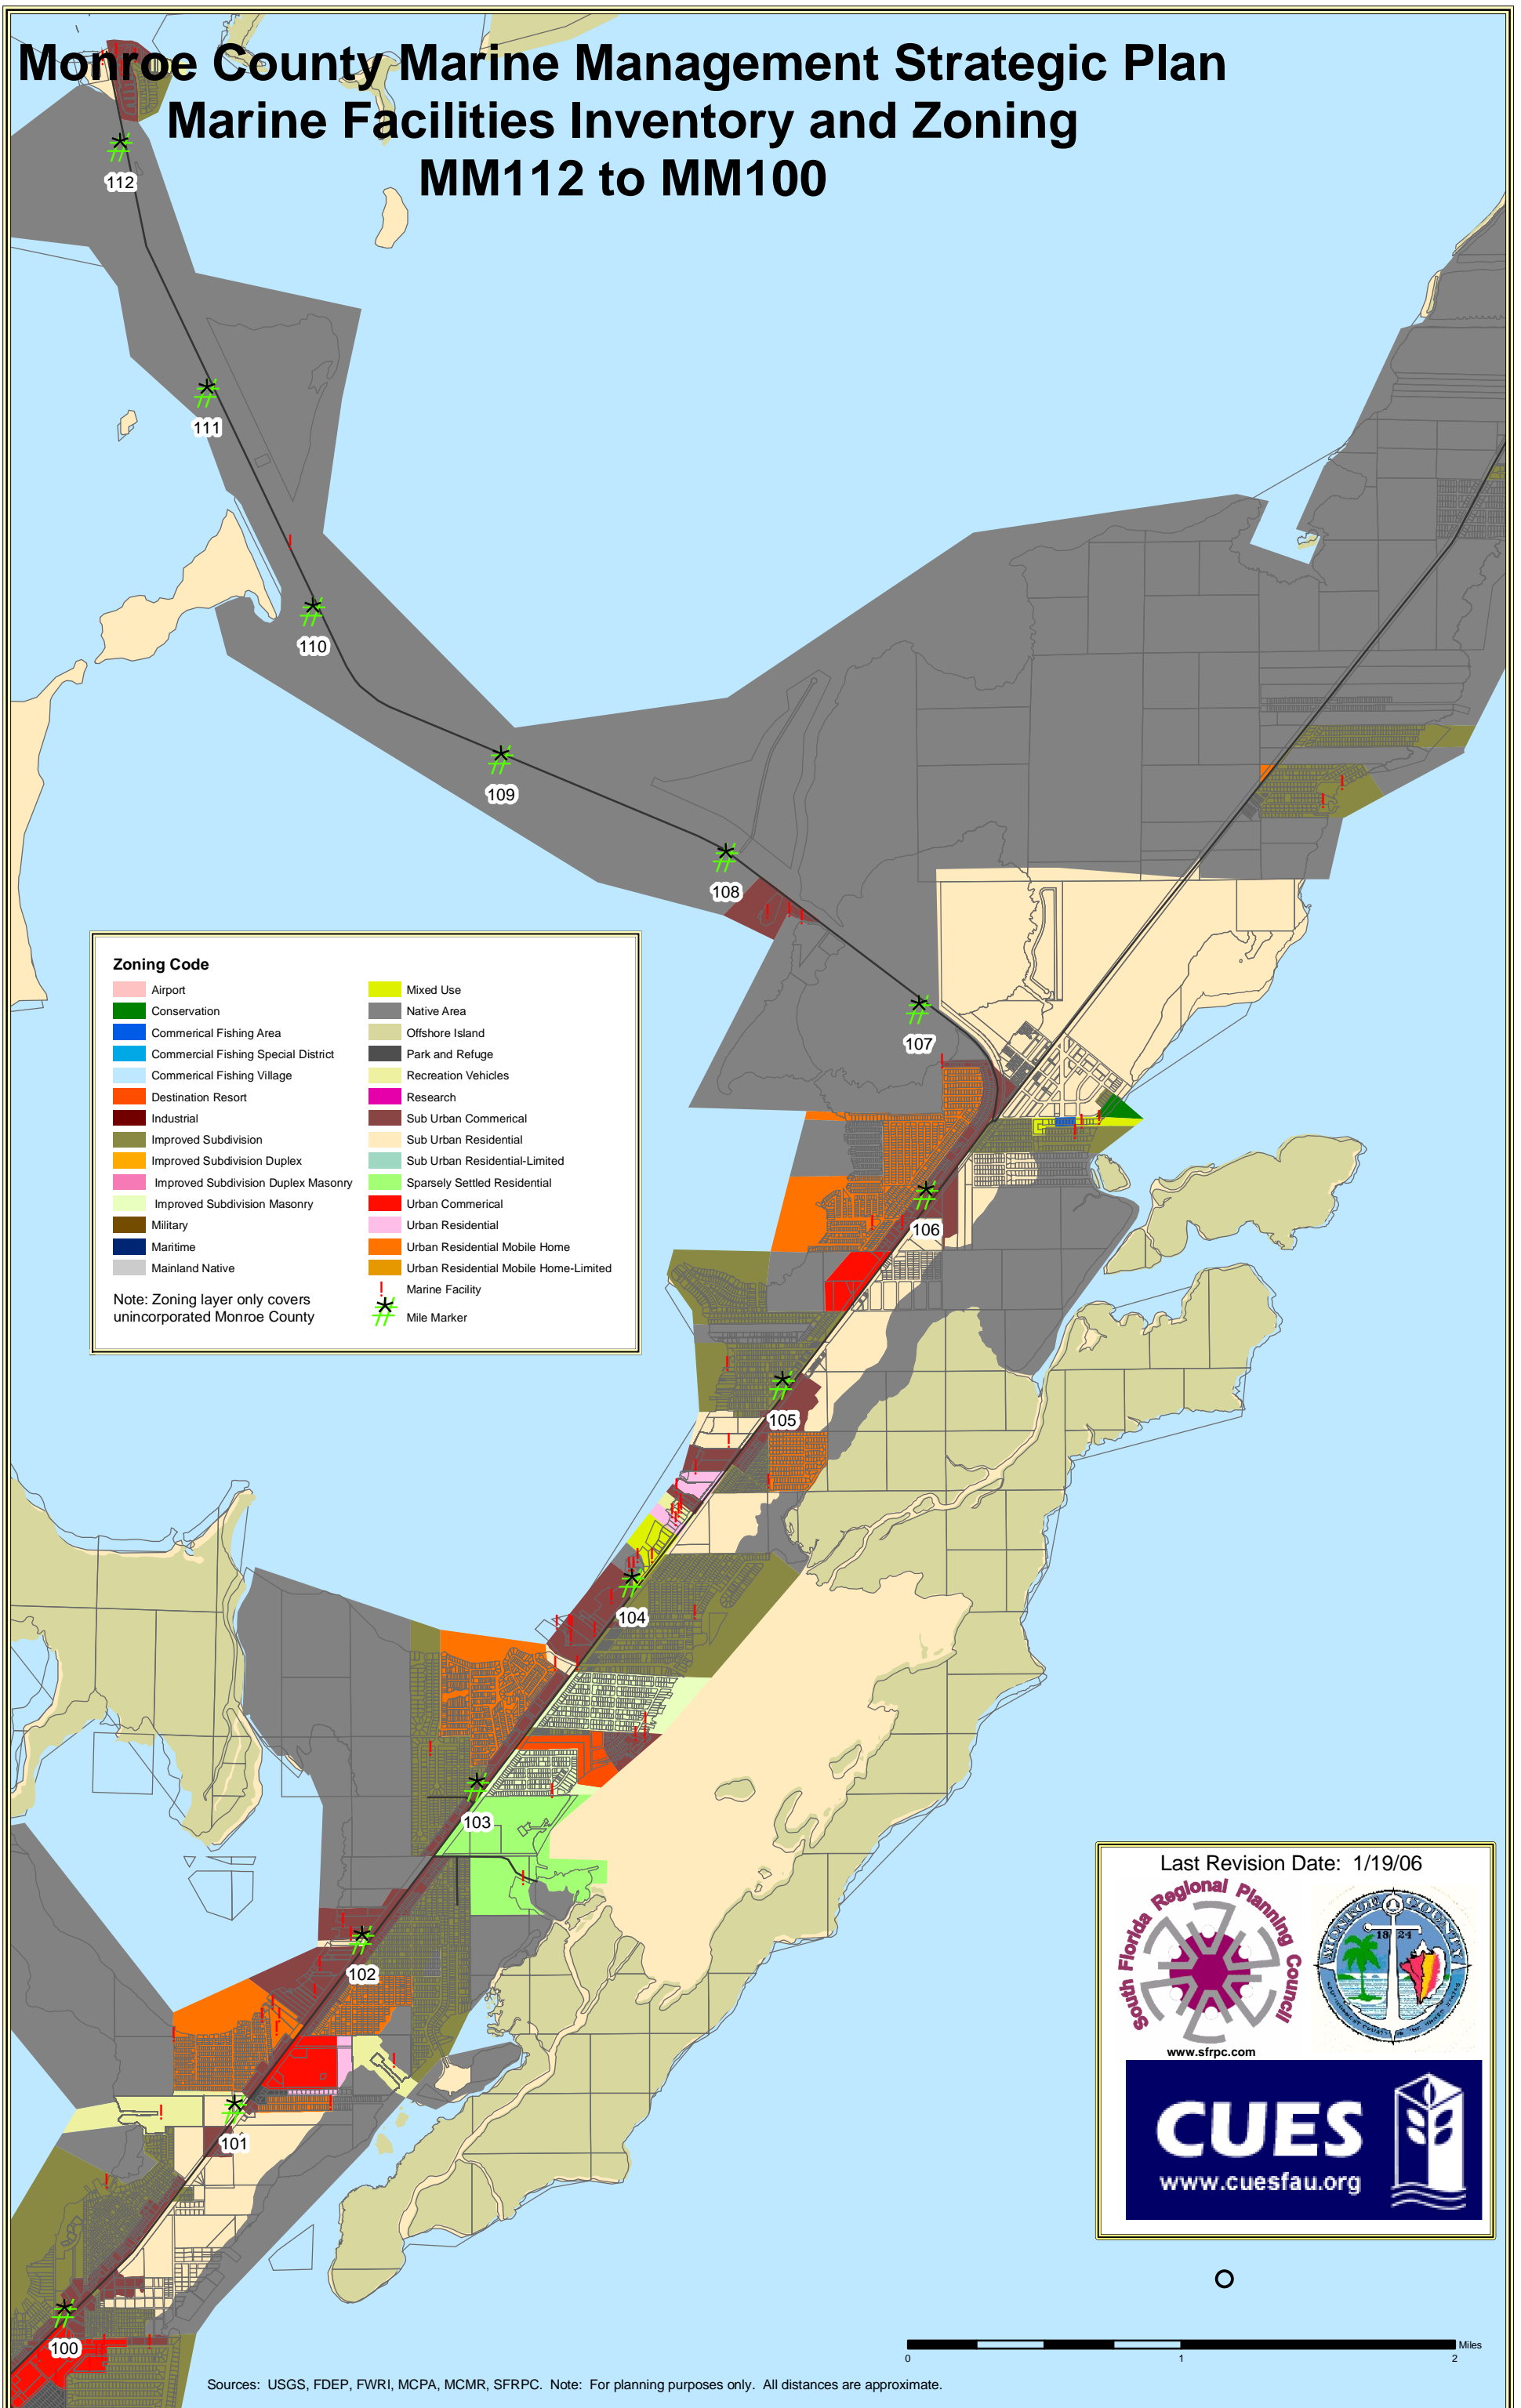 Monroe County Marine Management Strategic Plan
Marine Facilities Inventory and Zoning
MM112 to MM100
112
111
110
109
108
107
106
105
104
103
102
101
100
Zoning Code
Airport
Conservation
Commerical Fishing Area
Commercial Fishing Special District
Commerical Fishing Village
Destination Resort
Industrial
Improved Subdivision
Improved Subdivision Duplex
Improved Subdivision Duplex Masonry
Improved Subdivision Masonry
Military
Maritime
Mainland Native
Note: Zoning layer only covers
unincorporated Monroe County
Mixed Use
Native Area
Offshore Island
Park and Refuge
Recreation Vehicles
Research
Sub Urban Commerical
Sub Urban Residential
Sub Urban Residential-Limited
Sparsely Settled Residential
Urban Commerical
Urban Residential
Urban Residential Mobile Home
Urban Residential Mobile Home-Limited
Marine Facility
Mile Marker
Last Revision Date: 1/19/06
South Florida Regional Planning Council
www.sfrpc.com
MONROE COUNTY
1824
CUES
www.cuesfau.org
Miles
0 1 2
Sources: USGS, FDEP, FWRI, MCPA, MCMR, SFRPC. Note: For planning purposes only. All distances are approximate.